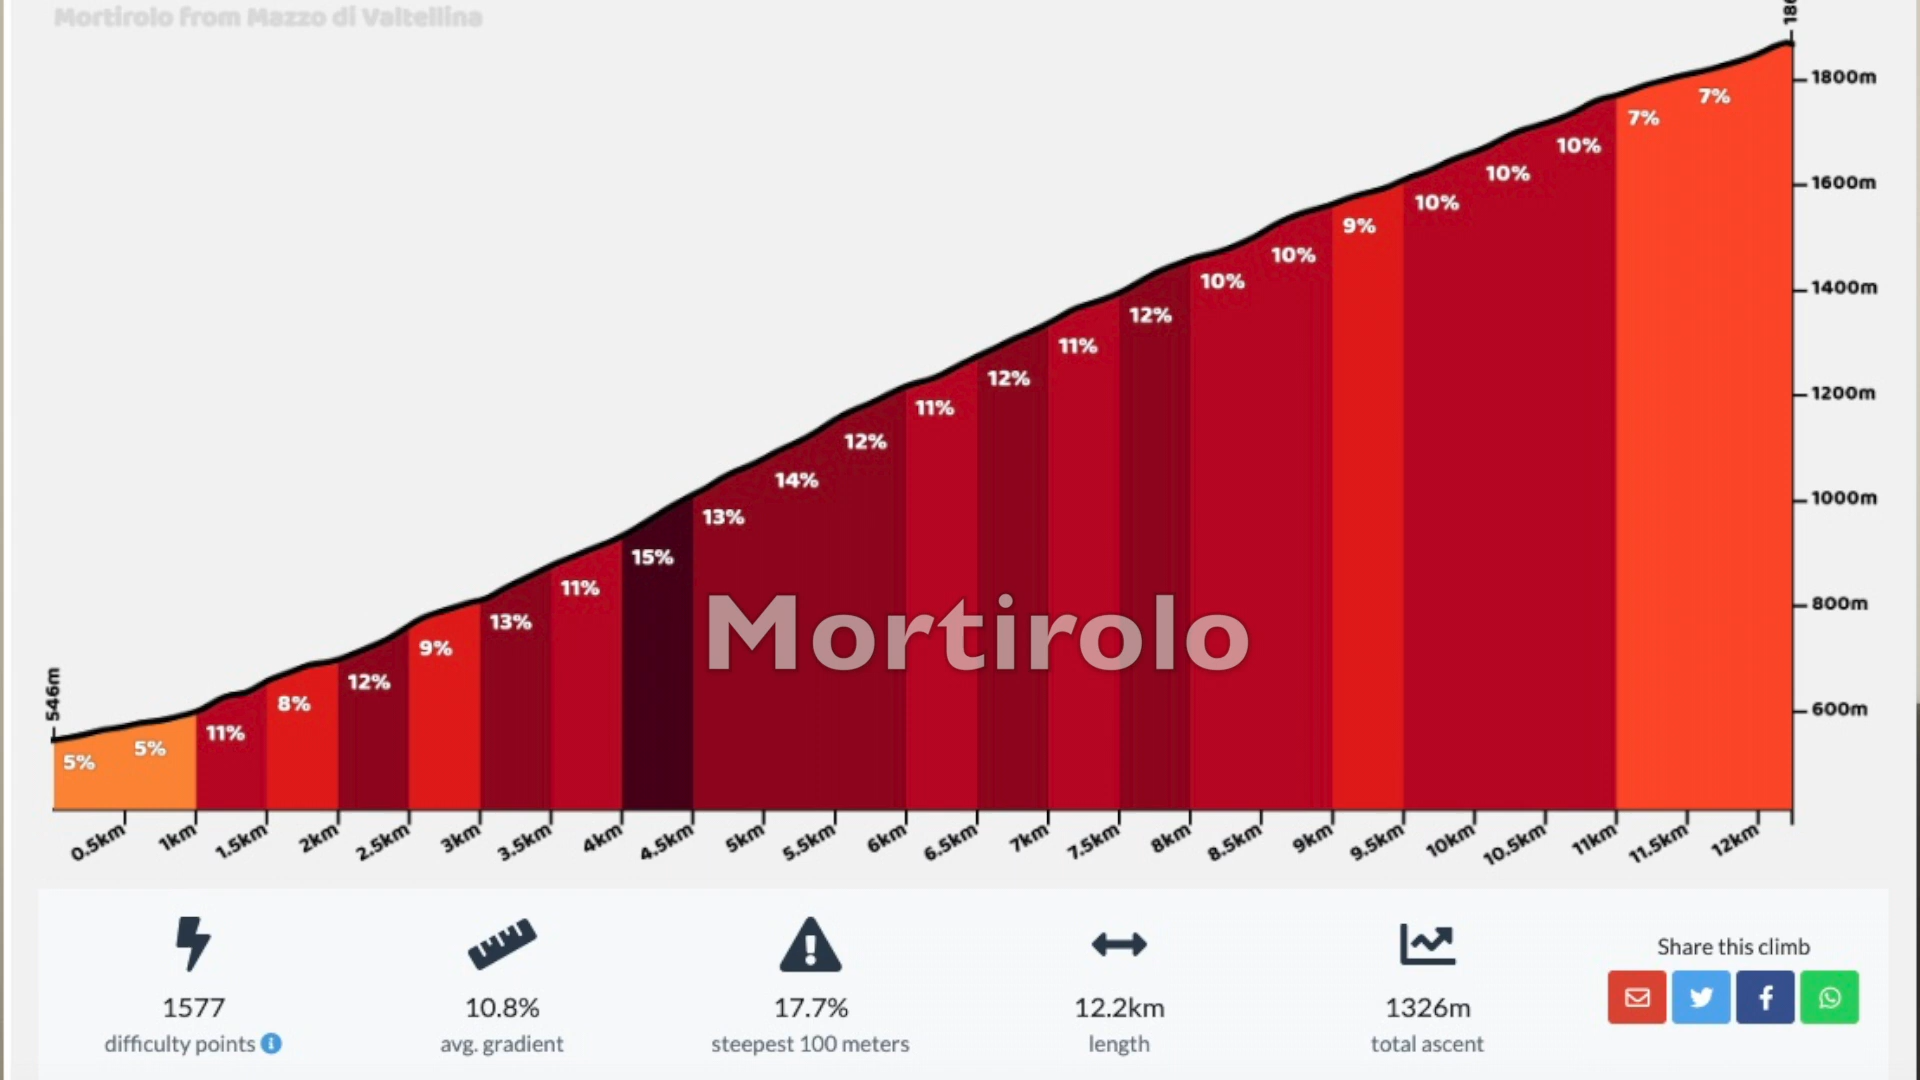 Mortirolo from Mazzo di Valtellina
1800m
7%
7%
10%
1600m
10%
10%
9%
10%
1400m
10%
12%
11%
12%
1200m
11%
12%
14%
1000m
13%
15%
11%
800m
13%
Mortirolo
9%
12%
8%
600m
11%
546m
5%
5%
0.5km 1km 1.5km 2km 2.5km 3km 3.5km 4km 4.5km 5km 5.5km 6km 6.5km 7km 7.5km 8km 8.5km 9km 9.5km 10km 10.5km 11km 11.5km 12km
Share this climb
1577 10.8% 17.7% 12.2km 1326m
difficulty points avg. gradient steepest 100 meters length total ascent